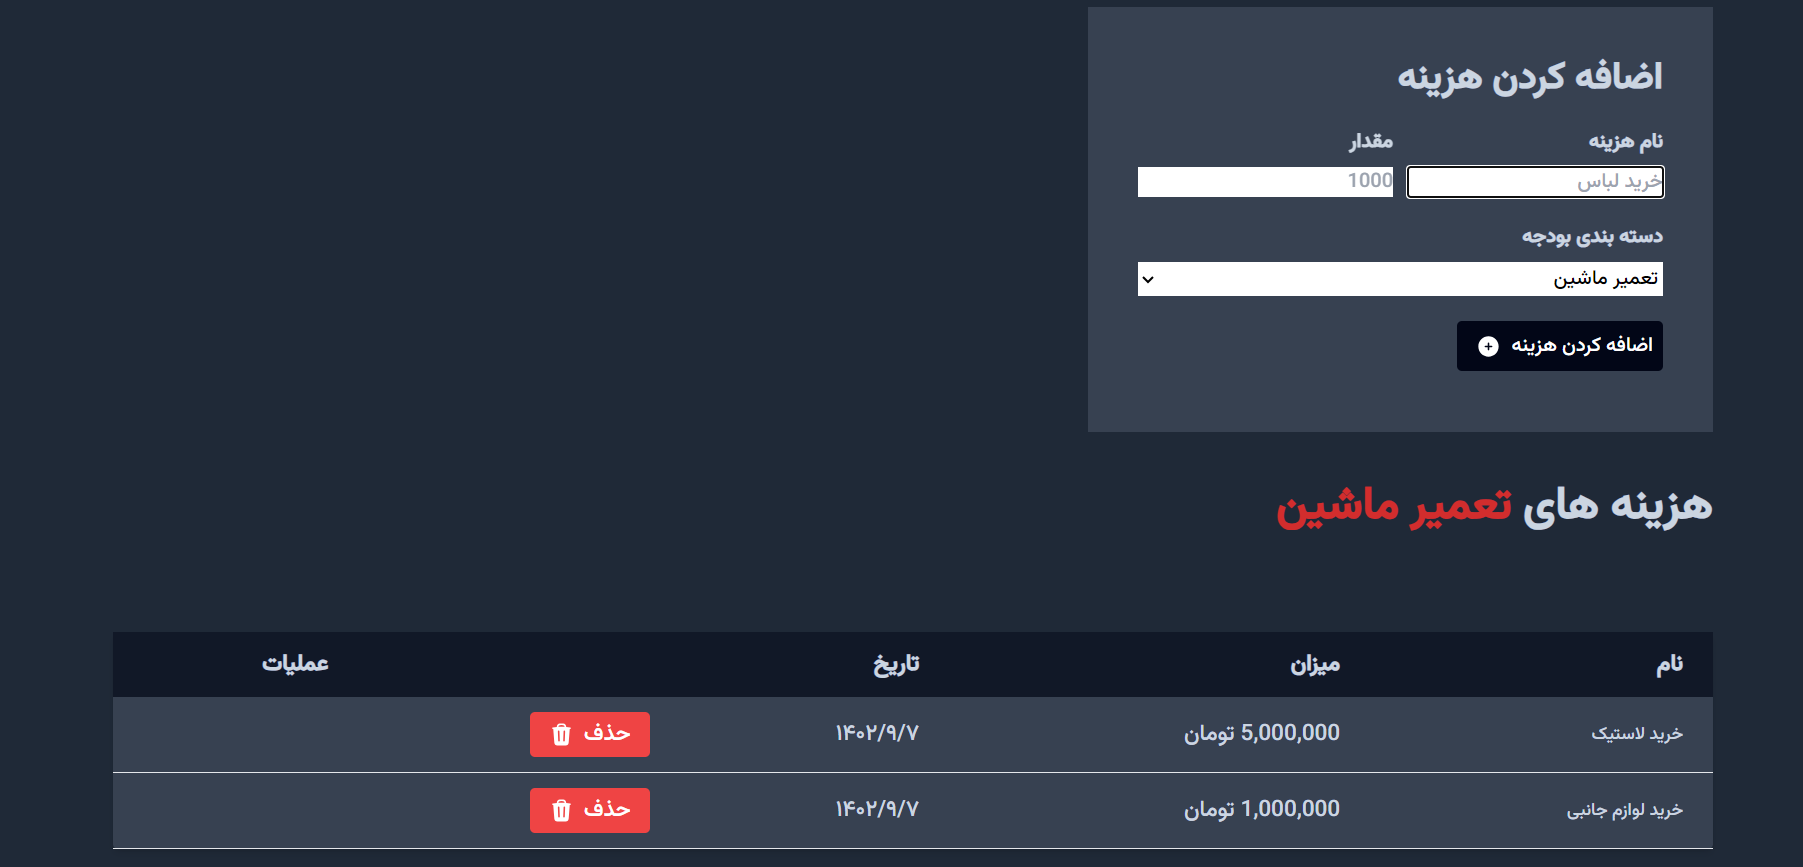 اضافه کردن هزینه
نام هزینه مقدار
خرید لباس 1000
دسته بندی بودجه
تعمیر ماشین
اضافه کردن هزینه
هزینه های تعمیر ماشین
نام میزان تاریخ عملیات
خرید لاستیک 5,000,000 تومان ۱۴۰۲/۹/۷ حذف
خرید لوازم جانبی 1,000,000 تومان ۱۴۰۲/۹/۷ حذف